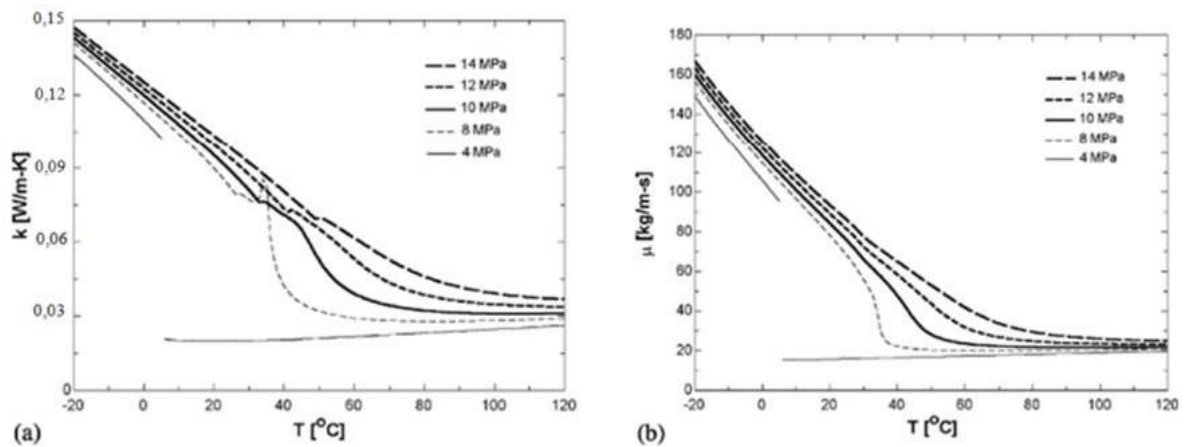 0,15
0,12
0,09
0,06
0,03
0
k [W/m-K]
14 MPa
12 MPa
10 MPa
8 MPa
4 MPa
-20 0 20 40 60 80 100 120
T [°C]
(a)
180
160
140
120
100
80
60
40
20
0
μ [kg/m-s]
14 MPa
12 MPa
10 MPa
8 MPa
4 MPa
-20 0 20 40 60 80 100 120
T [°C]
(b)